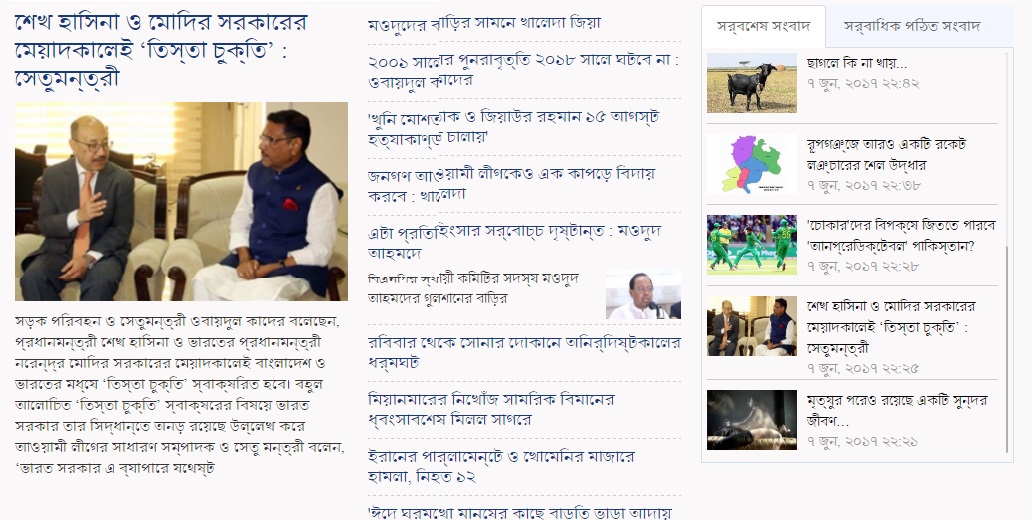 শেখ হাসিনা ও মোদির সরকারের
মেয়াদকালেই ‘তিস্তা চুক্তি’ :
সেতুমন্ত্রী
সড়ক পরিবহন ও সেতুমন্ত্রী ওবায়দুল কাদের বলেছেন,
প্রধানমন্ত্রী শেখ হাসিনা ও ভারতের প্রধানমন্ত্রী
নরেন্দ্র মোদির সরকারের মেয়াদকালেই বাংলাদেশ ও
ভারতের মধ্যে ‘তিস্তা চুক্তি’ স্বাক্ষরিত হবে। বহুল
আলোচিত ‘তিস্তা চুক্তি’ স্বাক্ষরের বিষয়ে ভারত
সরকার তার সিদ্ধান্তে অনড় রয়েছে উল্লেখ করে
আওয়ামী লীগের সাধারণ সম্পাদক ও সেতু মন্ত্রী বলেন,
‘ভারত সরকার এ ব্যাপারে যথেষ্ট
মওদুদের বাড়ির সামনে খালেদা জিয়া
২০০১ সালের পুনরাবৃত্তি ২০১৮ সালে ঘটবে না :
ওবায়দুল কাদের
'খুনি মোশতাক ও জিয়াউর রহমান ১৫ আগস্ট
হত্যাকাণ্ড চালায়'
জনগণ আওয়ামী লীগকেও এক কাপড়ে বিদায়
করবে : খালেদা
এটা প্রতিহিংসার সর্বোচ্চ দৃষ্টান্ত : মওদুদ
আহমদে
বিএনপির স্থায়ী কমিটির সদস্য মওদুদ
আহমদের গুলশানের বাড়ির
রবিবার থেকে সোনার দোকানে অনির্দিষ্টকালের
ধর্মঘট
মিয়ানমারের নিখোঁজ সামরিক বিমানের
ধ্বংসাবশেষ মিলল সাগরে
ইরানের পার্লামেন্টে ও খোমেনির মাজারে
হামলা, নিহত ১২
'ঈদে ঘরমুখো মানুষের কাছে বাড়তি ভাড়া আদায়
সর্বশেষ সংবাদ
সর্বাধিক পঠিত সংবাদ
ছাগলে কি না খায়...
৭ জুন, ২০১৭ ২২:৪২
রূপগঞ্জে আরও একটি রকেট
লঞ্চারের শেল উদ্ধার
৭ জুন, ২০১৭ ২২:৩৮
'চোকার'দের বিপক্ষে জিততে পারবে
'আনপ্রেডিক্টেবল' পাকিস্তান?
৭ জুন, ২০১৭ ২২:২৮
শেখ হাসিনা ও মোদির সরকারের
মেয়াদকালেই ‘তিস্তা চুক্তি’ :
সেতুমন্ত্রী
৭ জুন, ২০১৭ ২২:২৫
মৃত্যুর পরেও রয়েছে একটি সুন্দর
জীবণ...
৭ জুন, ২০১৭ ২২:২১